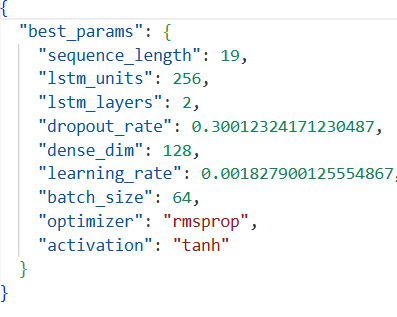 {
"best_params": {
"sequence_length": 19,
"lstm_units": 256,
"lstm_layers": 2,
"dropout_rate": 0.30012324171230487,
"dense_dim": 128,
"learning_rate": 0.001827900125554867,
"batch_size": 64,
"optimizer": "rmsprop",
"activation": "tanh"
}
}